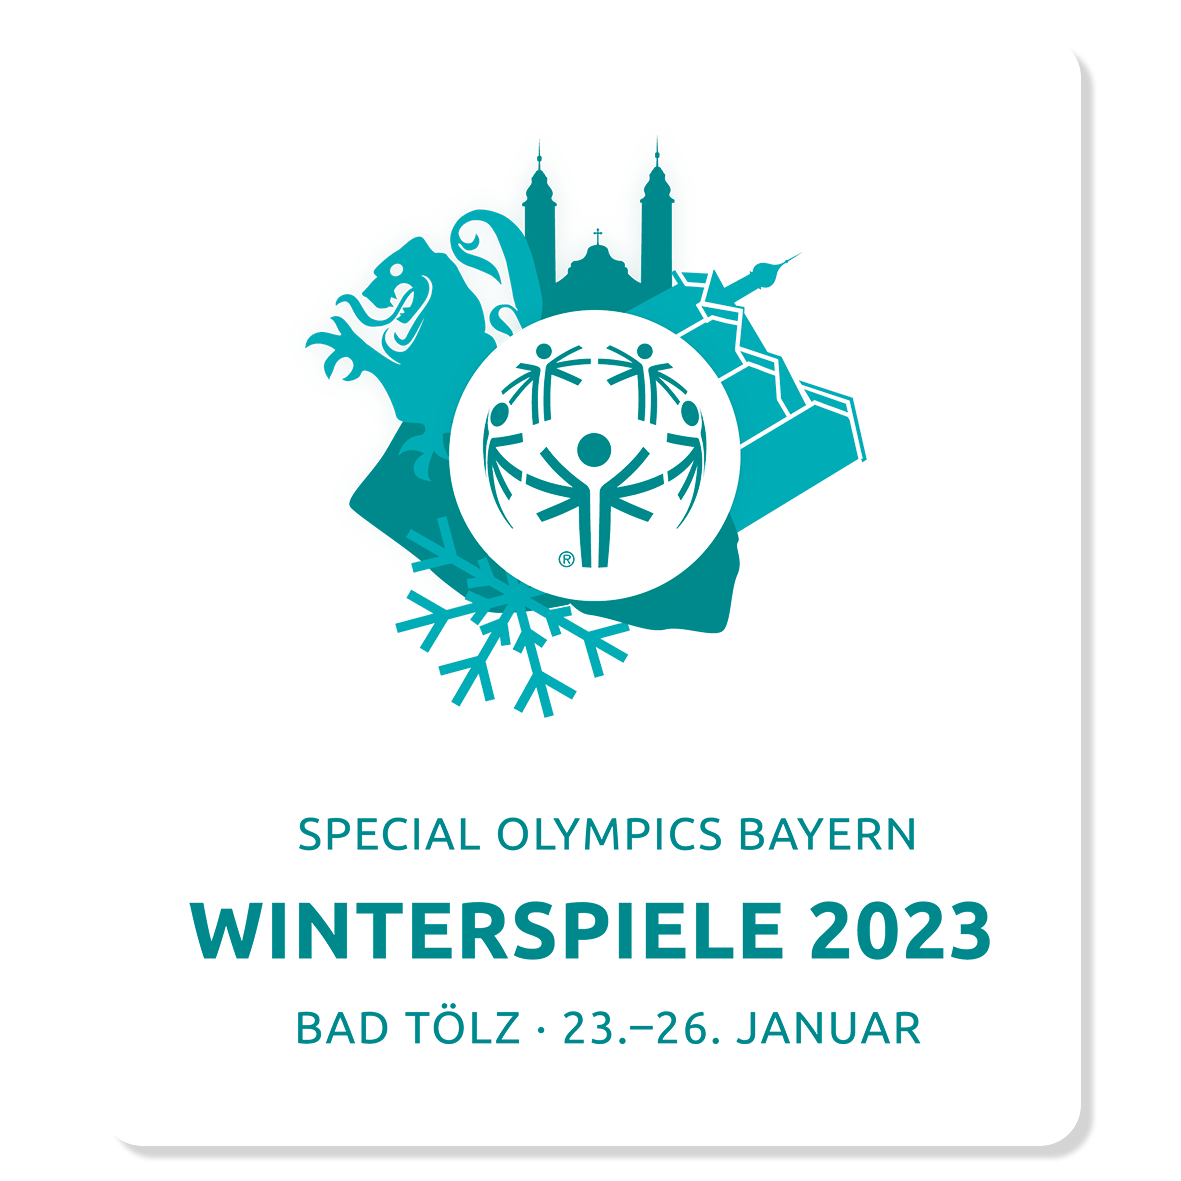 ®
SPECIAL OLYMPICS BAYERN
WINTERSPIELE 2023
BAD TÖLZ · 23.–26. JANUAR